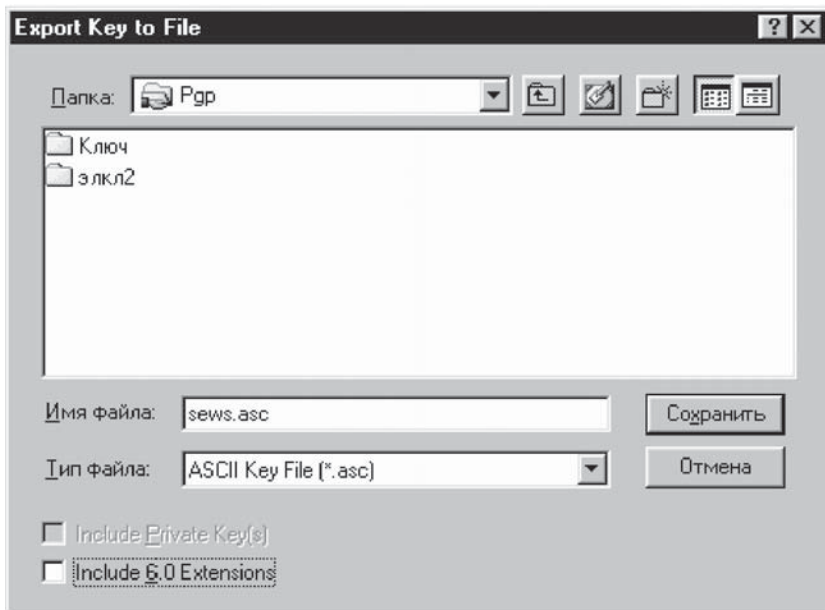 Export Key to File
Папка: Pgp
Ключ
элкл2
Имя файла: sews.asc
Сохранить
Тип файла: ASCII Key File (*.asc)
Отмена
Include Private Key(s)
Include 6.0 Extensions